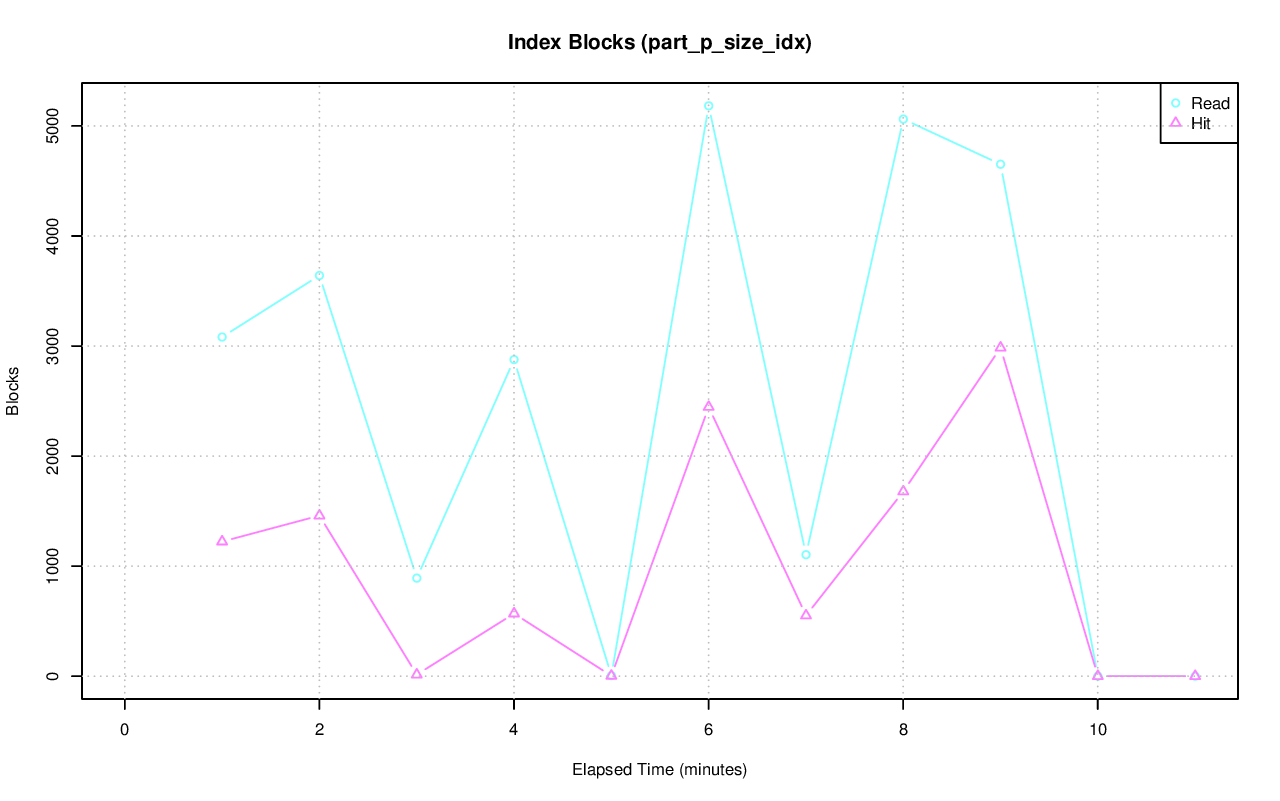 Index Blocks (part_p_size_idx)
Read
Hit
5000
4000
3000
2000
1000
0
Blocks
0 2 4 6 8 10
Elapsed Time (minutes)